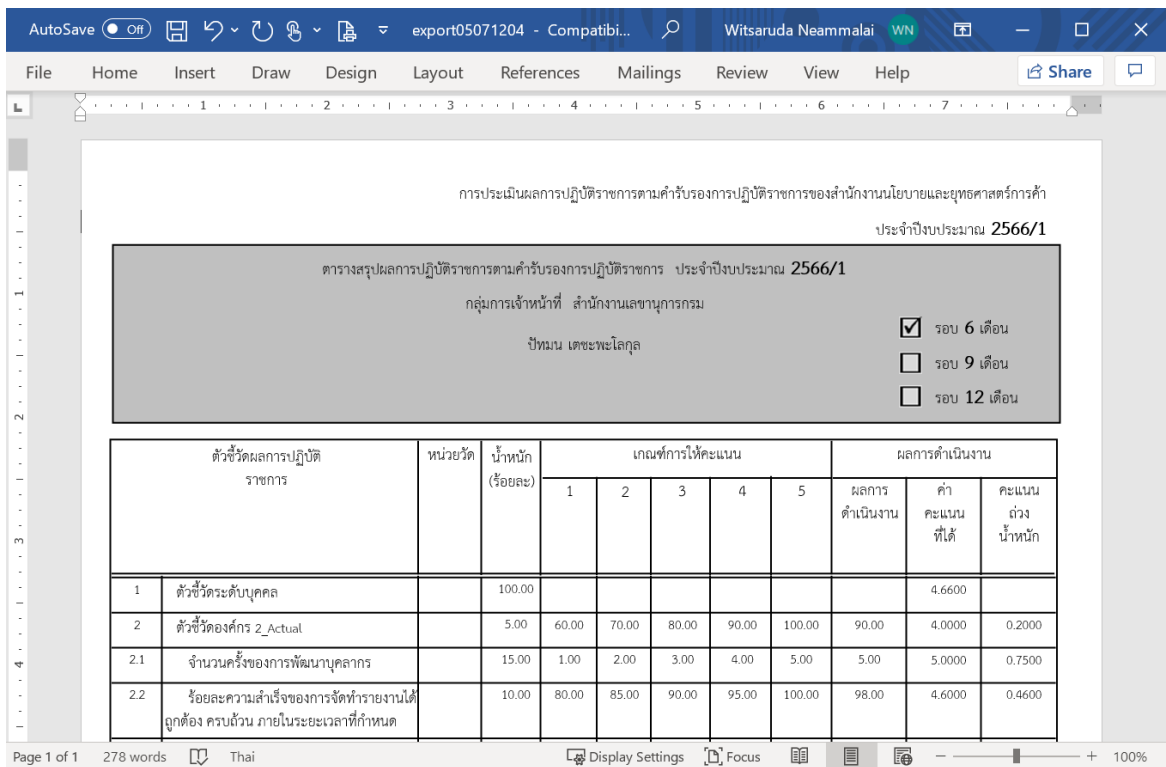 AutoSave Off export05071204 - Compatibi... Witsaruda Neammalai WN
File Home Insert Draw Design Layout References Mailings Review View Help Share
1 2 3 4 5 6 7
การประเมินผลการปฏิบัติราชการตามคำรับรองการปฏิบัติราชการของสำนักงานนโยบายและยุทธศาสตร์การค้า
ประจำปีงบประมาณ 2566/1
ตารางสรุปผลการปฏิบัติราชการตามคำรับรองการปฏิบัติราชการ ประจำปีงบประมาณ 2566/1
กลุ่มการเจ้าหน้าที่ สำนักงานเลขานุการกรม
ปัทมน เตชะพะโลกุล
รอบ 6 เดือน
รอบ 9 เดือน
รอบ 12 เดือน
ตัวชี้วัดผลการปฏิบัติ หน่วยวัด น้ำหนัก เกณฑ์การให้คะแนน ผลการดำเนินงาน
ราชการ (ร้อยละ) 1 2 3 4 5 ผลการ ค่า คะแนน
ดำเนินงาน คะแนน ถ่วง
ที่ได้ น้ำหนัก
1 ตัวชี้วัดระดับบุคคล 100.00 4.6600
2 ตัวชี้วัดองค์กร 2_Actual 5.00 60.00 70.00 80.00 90.00 100.00 90.00 4.0000 0.2000
2.1 จำนวนครั้งของการพัฒนาบุคลากร 15.00 1.00 2.00 3.00 4.00 5.00 5.00 5.0000 0.7500
2.2 ร้อยละความสำเร็จของการจัดทำรายงานได้ 10.00 80.00 85.00 90.00 95.00 100.00 98.00 4.6000 0.4600
ถูกต้อง ครบถ้วน ภายในระยะเวลาที่กำหนด
1
2
3
4
Page 1 of 1 278 words Thai Display Settings Focus 100%